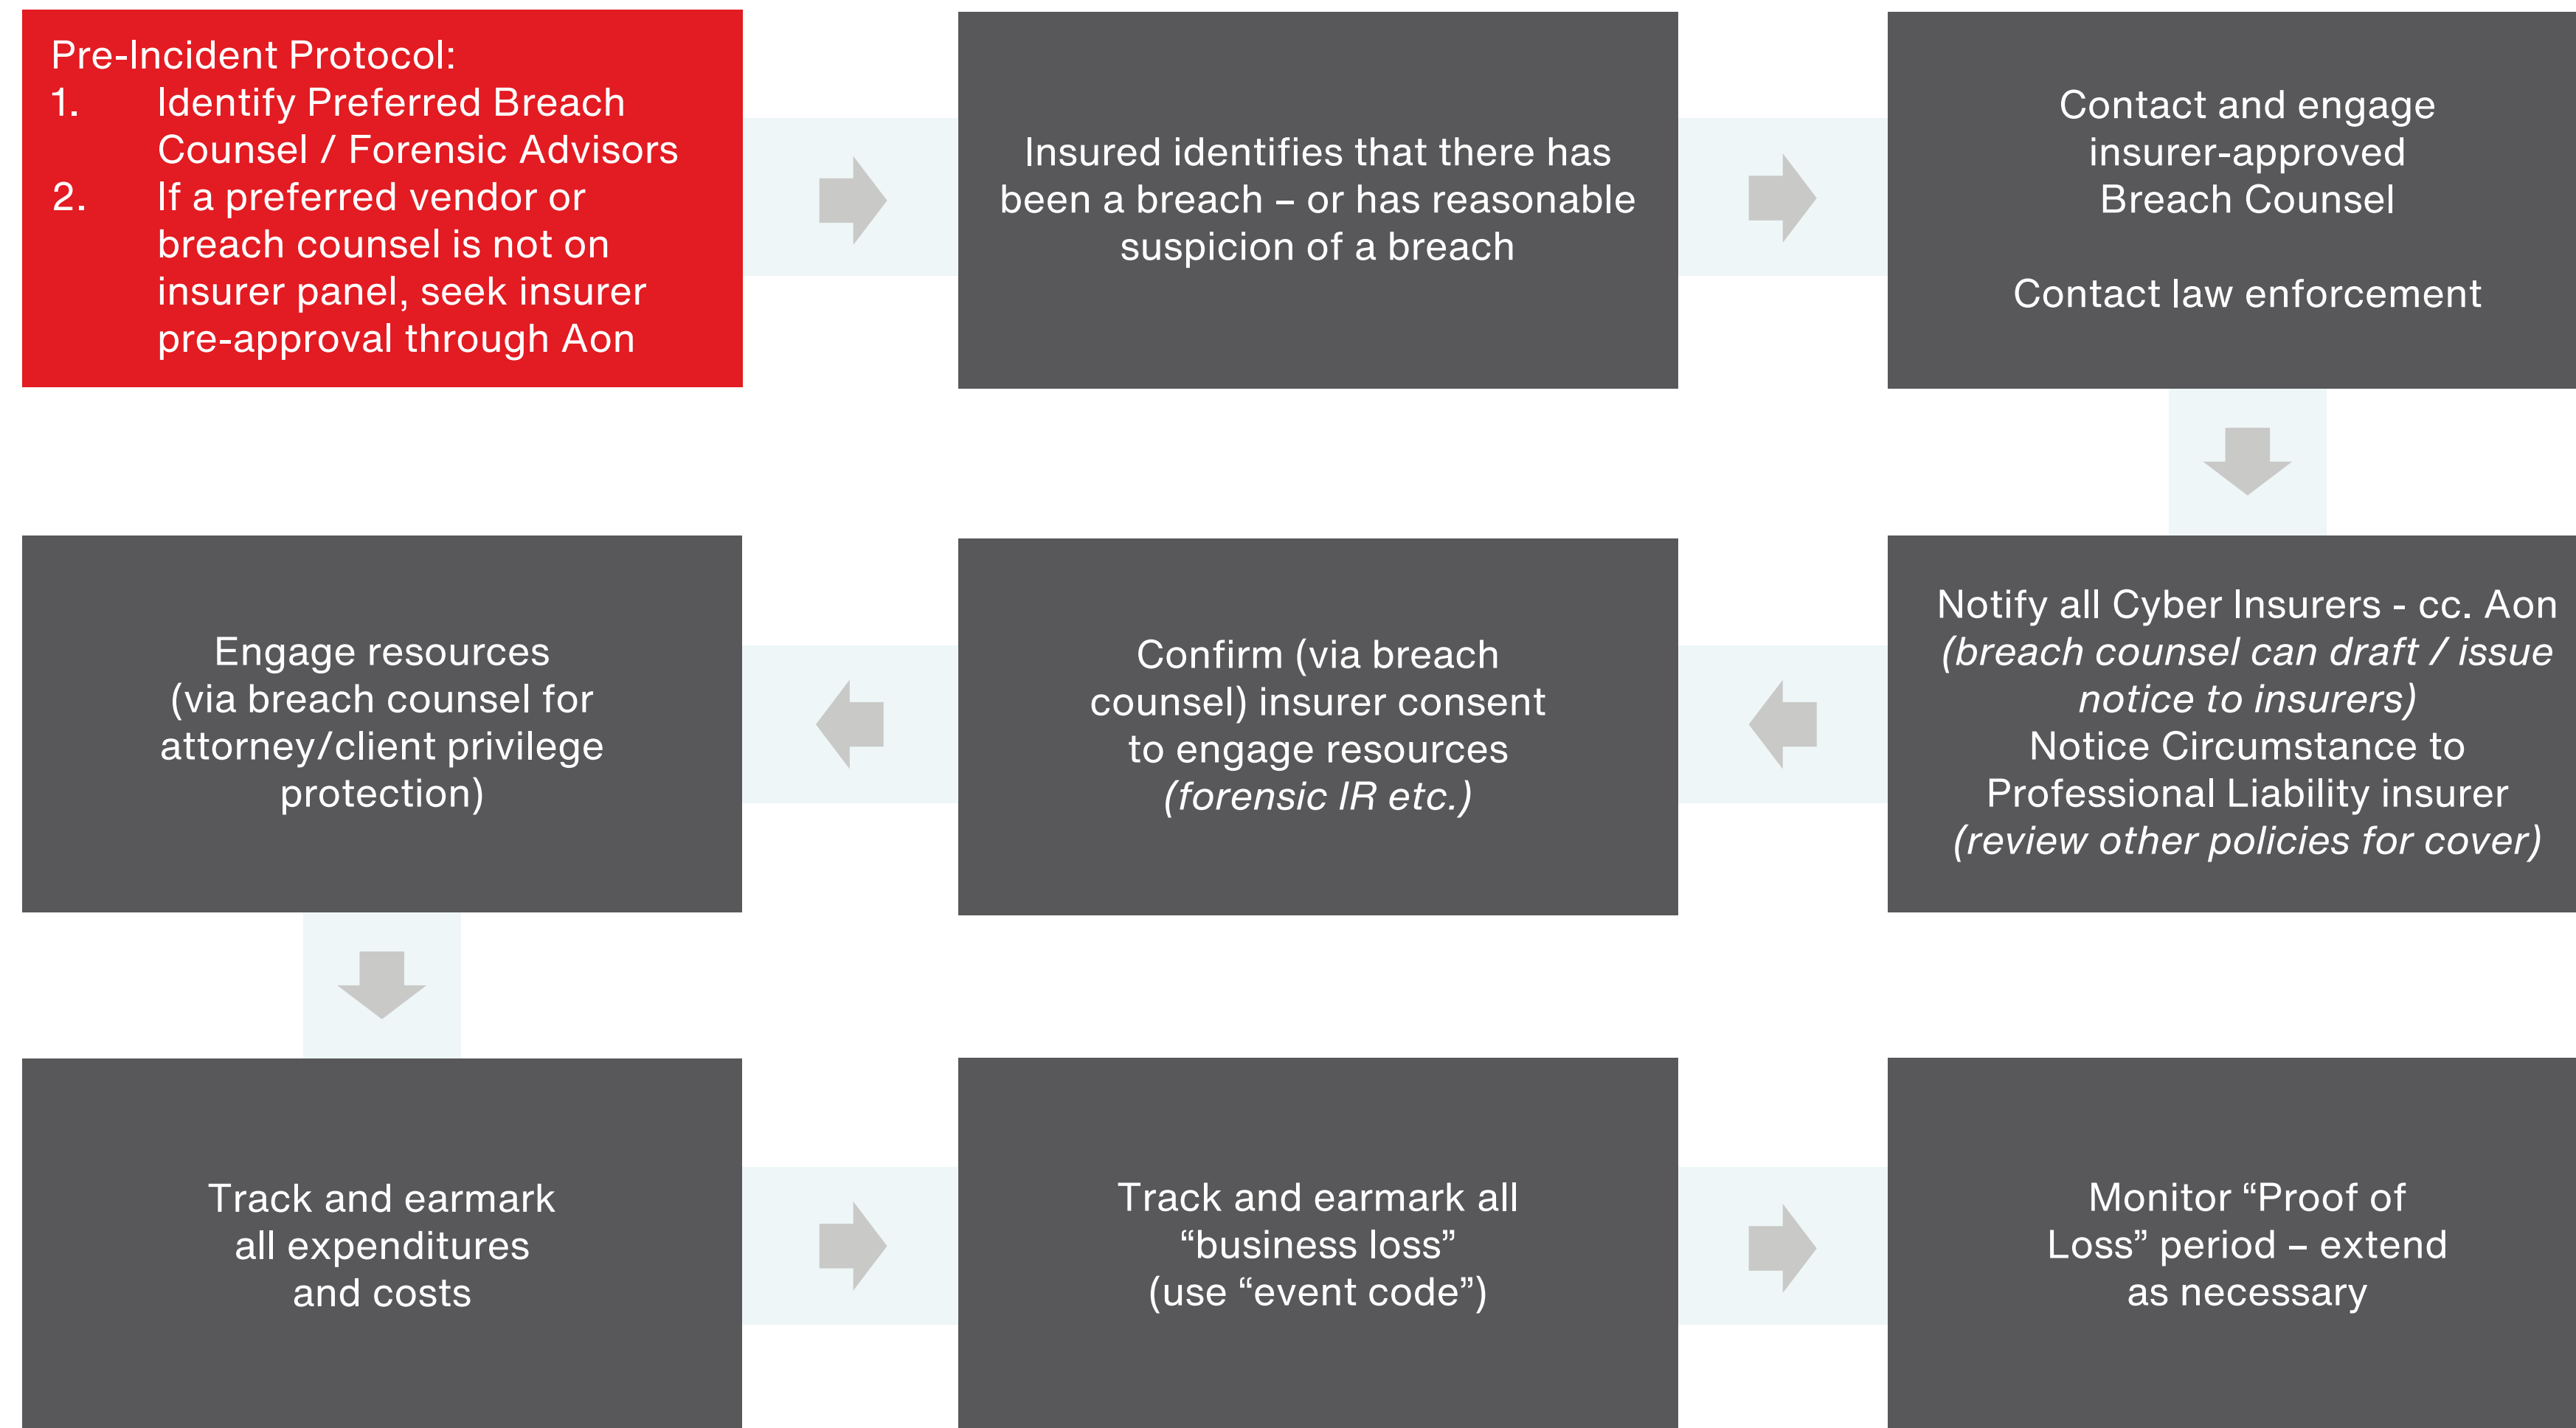 Pre-Incident Protocol:
1. Identify Preferred Breach
Counsel / Forensic Advisors
2. If a preferred vendor or
breach counsel is not on
insurer panel, seek insurer
pre-approval through Aon
Insured identifies that there has
been a breach – or has reasonable
suspicion of a breach
Contact and engage
insurer-approved
Breach Counsel
Contact law enforcement
Notify all Cyber Insurers - cc. Aon
(breach counsel can draft / issue
notice to insurers)
Notice Circumstance to
Professional Liability insurer
(review other policies for cover)
Confirm (via breach
counsel) insurer consent
to engage resources
(forensic IR etc.)
Engage resources
(via breach counsel for
attorney/client privilege
protection)
Track and earmark
all expenditures
and costs
Track and earmark all
“business loss”
(use “event code”)
Monitor “Proof of
Loss” period – extend
as necessary